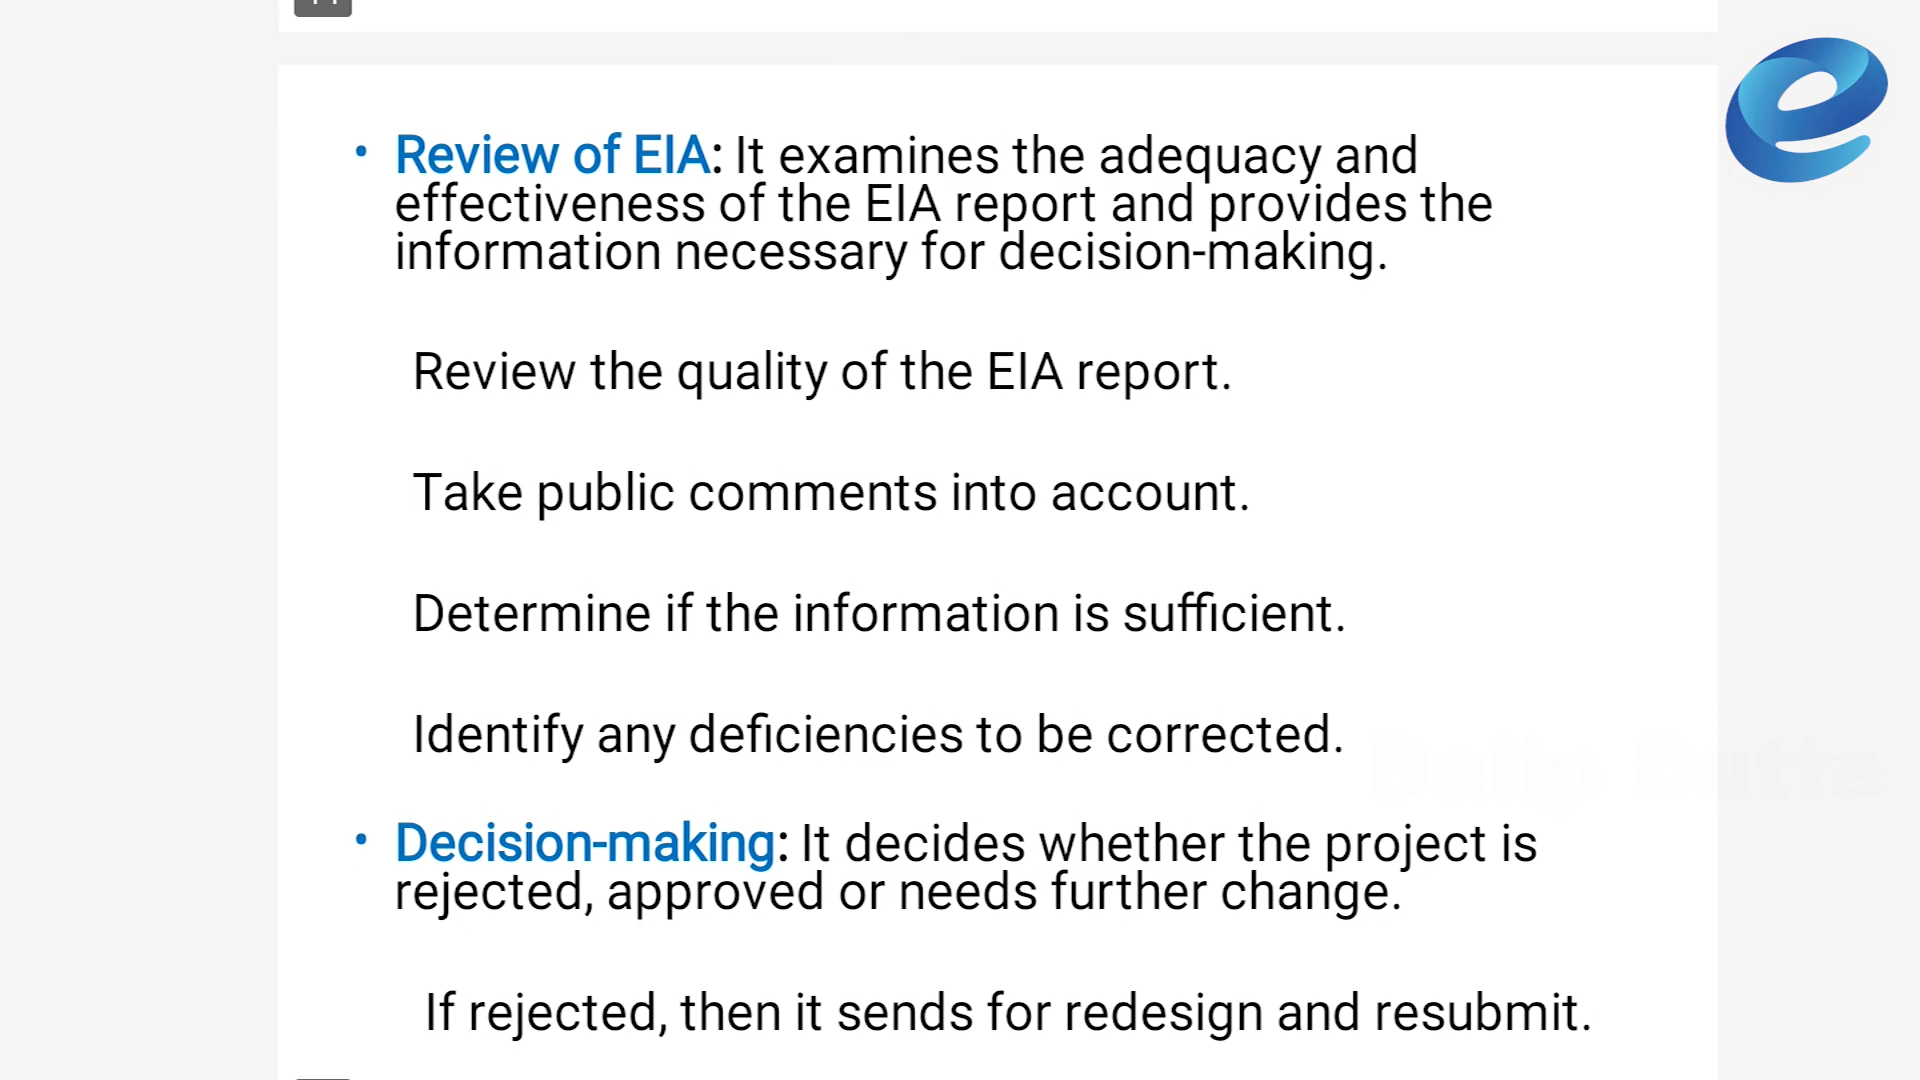 • Review of EIA: It examines the adequacy and
effectiveness of the EIA report and provides the
information necessary for decision-making.
Review the quality of the EIA report.
Take public comments into account.
Determine if the information is sufficient.
Identify any deficiencies to be corrected.
Dalip Dutta
• Decision-making: It decides whether the project is
rejected, approved or needs further change.
If rejected, then it sends for redesign and resubmit.